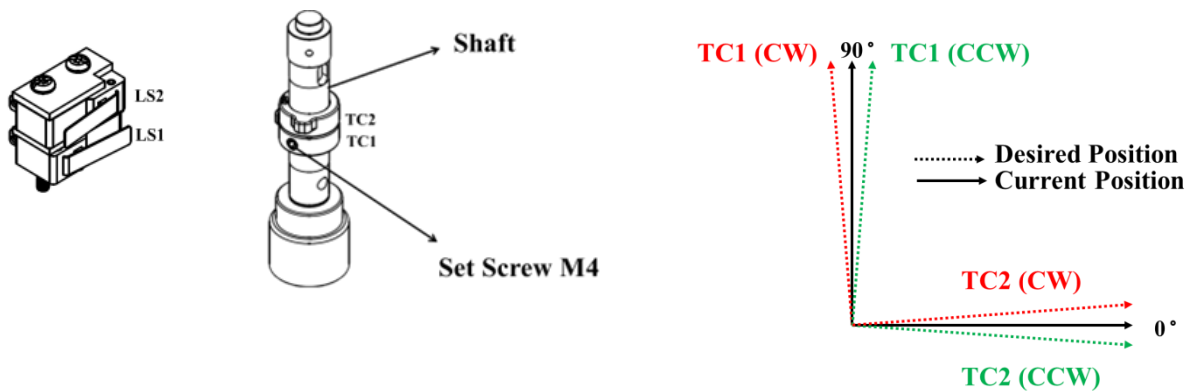 LS2
LS1
Shaft
TC2
TC1
Set Screw M4
TC1 (CW)
90°
TC1 (CCW)
Desired Position
Current Position
TC2 (CW)
0°
TC2 (CCW)